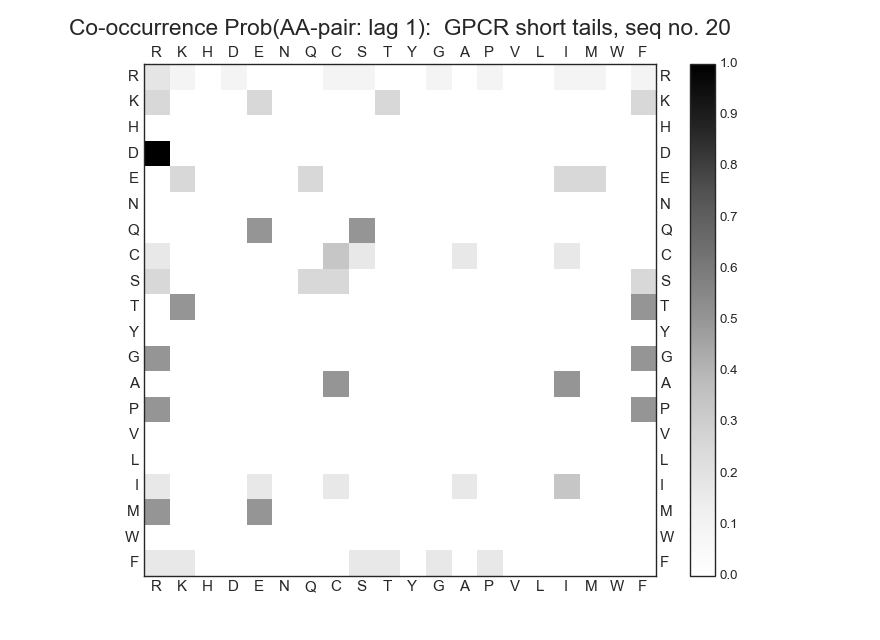 Co-occurrence Prob(AA-pair: lag 1):  GPCR short tails, seq no. 20
R K H D E N Q C S T Y G A P V L I M W F
R R 1.0
K K 0.9
H H
D D 0.8
E E
N N 0.7
Q Q
C C 0.6
S S
T T 0.5
Y Y
G G 0.4
A A
P P 0.3
V V
L L 0.2
I I
M M 0.1
W W
F F 0.0
R K H D E N Q C S T Y G A P V L I M W F